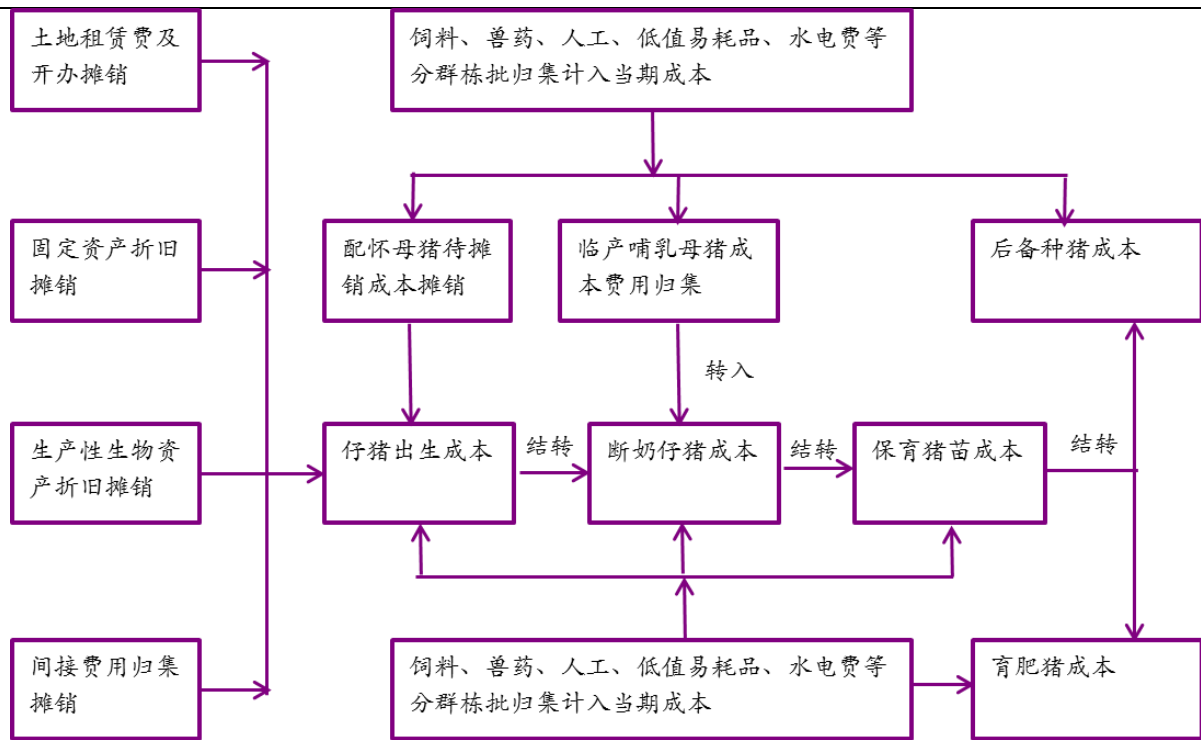 土地租赁费及
开办摊销
饲料、兽药、人工、低值易耗品、水电费等
分群栋批归集计入当期成本
固定资产折旧
摊销
配怀母猪待摊
销成本摊销
临产哺乳母猪成
本费用归集
后备种猪成本
转入
生产性生物资
产折旧摊销
仔猪出生成本
结转
断奶仔猪成本
结转
保育猪苗成本
结转
间接费用归集
摊销
饲料、兽药、人工、低值易耗品、水电费等
分群栋批归集计入当期成本
育肥猪成本